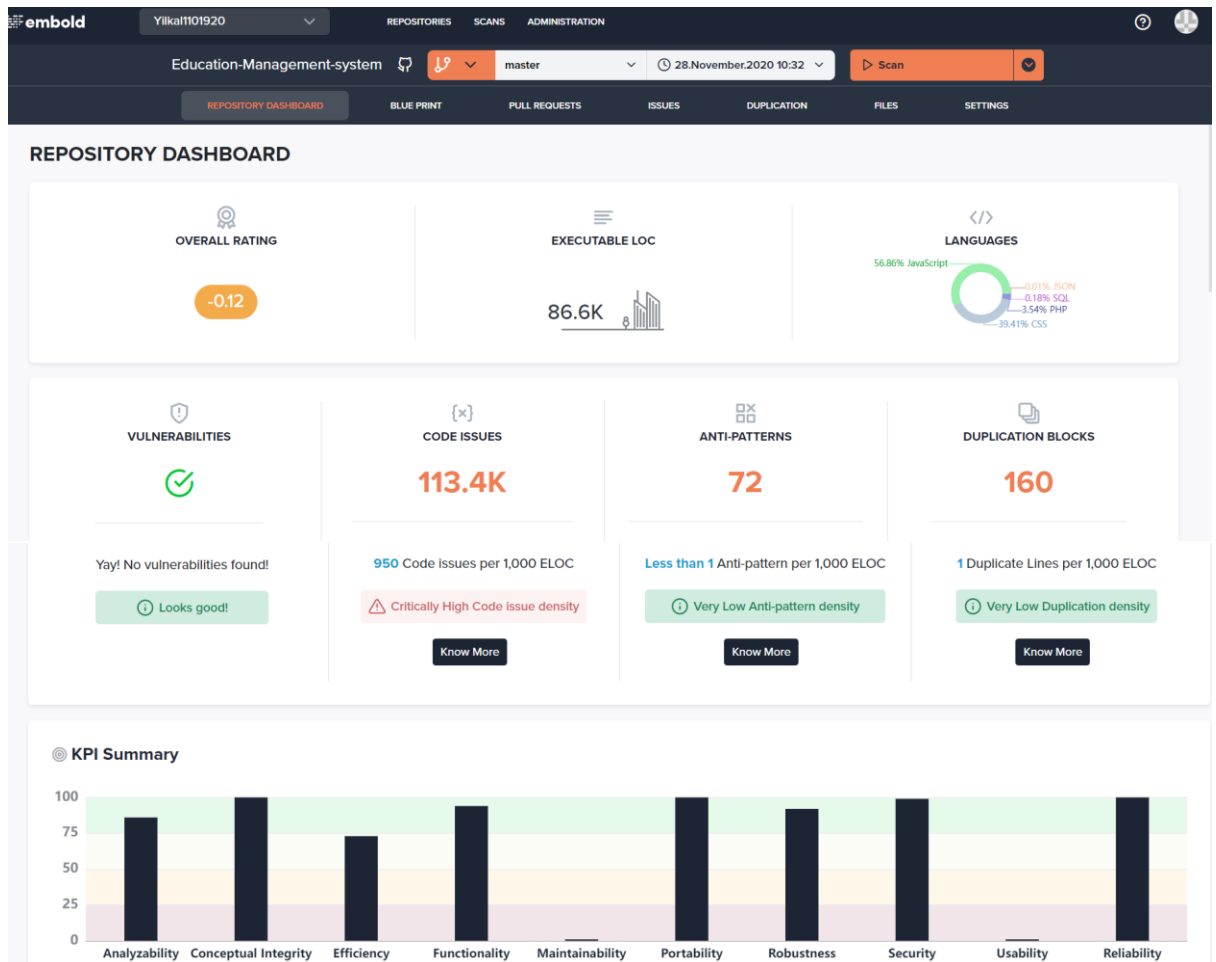 embold
Yilkal1101920
REPOSITORIES SCANS ADMINISTRATION
Education-Management-system
master
28.November.2020 10:32
Scan
REPOSITORY DASHBOARD BLUE PRINT PULL REQUESTS ISSUES DUPLICATION FILES SETTINGS
REPOSITORY DASHBOARD
OVERALL RATING
-0.12
EXECUTABLE LOC
86.6K
</>
LANGUAGES
56.86% JavaScript
0.01% JSON
0.18% SQL
3.54% PHP
39.41% CSS
VULNERABILITIES
Yay! No vulnerabilities found!
Looks good!
{×}
CODE ISSUES
113.4K
950 Code issues per 1,000 ELOC
Critically High Code issue density
Know More
ANTI-PATTERNS
72
Less than 1 Anti-pattern per 1,000 ELOC
Very Low Anti-pattern density
Know More
DUPLICATION BLOCKS
160
1 Duplicate Lines per 1,000 ELOC
Very Low Duplication density
Know More
KPI Summary
100
75
50
25
0
Analyzability Conceptual Integrity Efficiency Functionality Maintainability Portability Robustness Security Usability Reliability